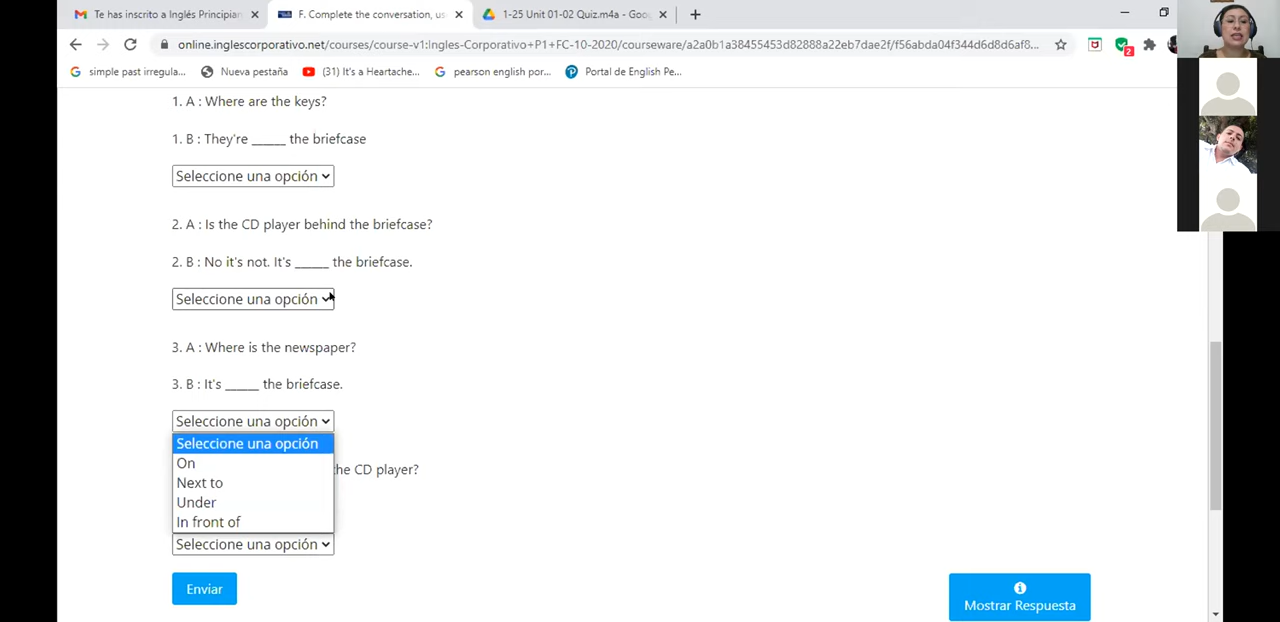 Te has inscrito a Inglés Principian
F. Complete the conversation, us
1-25 Unit 01-02 Quiz.m4a - Goo
online.inglescorporativo.net/courses/course-v1:Ingles-Corporativo+P1+FC-10-2020/courseware/a2a0b1a38455453d82888a22eb7dae2f/f56abda04f344d6d8d6af8...
2
simple past irregula...
Nueva pestaña
(31) It's a Heartache...
pearson english por...
Portal de English Pe...
1. A : Where are the keys?
1. B : They're _____ the briefcase
Seleccione una opción
2. A : Is the CD player behind the briefcase?
2. B : No it's not. It's _____ the briefcase.
Seleccione una opción
3. A : Where is the newspaper?
3. B : It's _____ the briefcase.
Seleccione una opción
Seleccione una opción
On
he CD player?
Next to
Under
In front of
Seleccione una opción
Enviar
Mostrar Respuesta